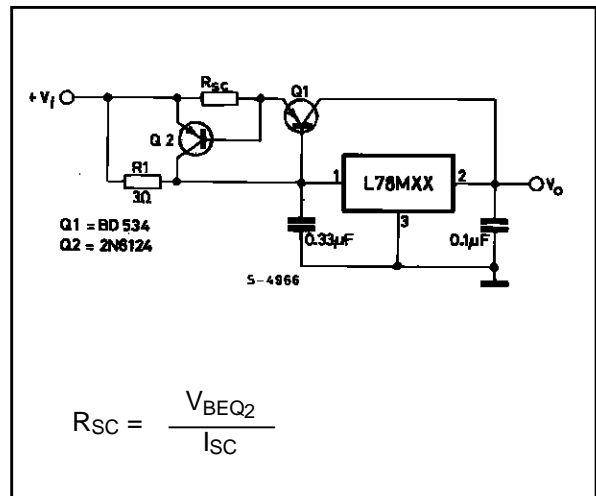 RSC
Q1
+ Vi
Q 2
R1
3Ω
1
L78MXX
2
Vo
3
Q1 = BD 534
Q2 = 2N6124
0.33µF
0.1µF
S-4966
RSC = VBEQ2
ISC